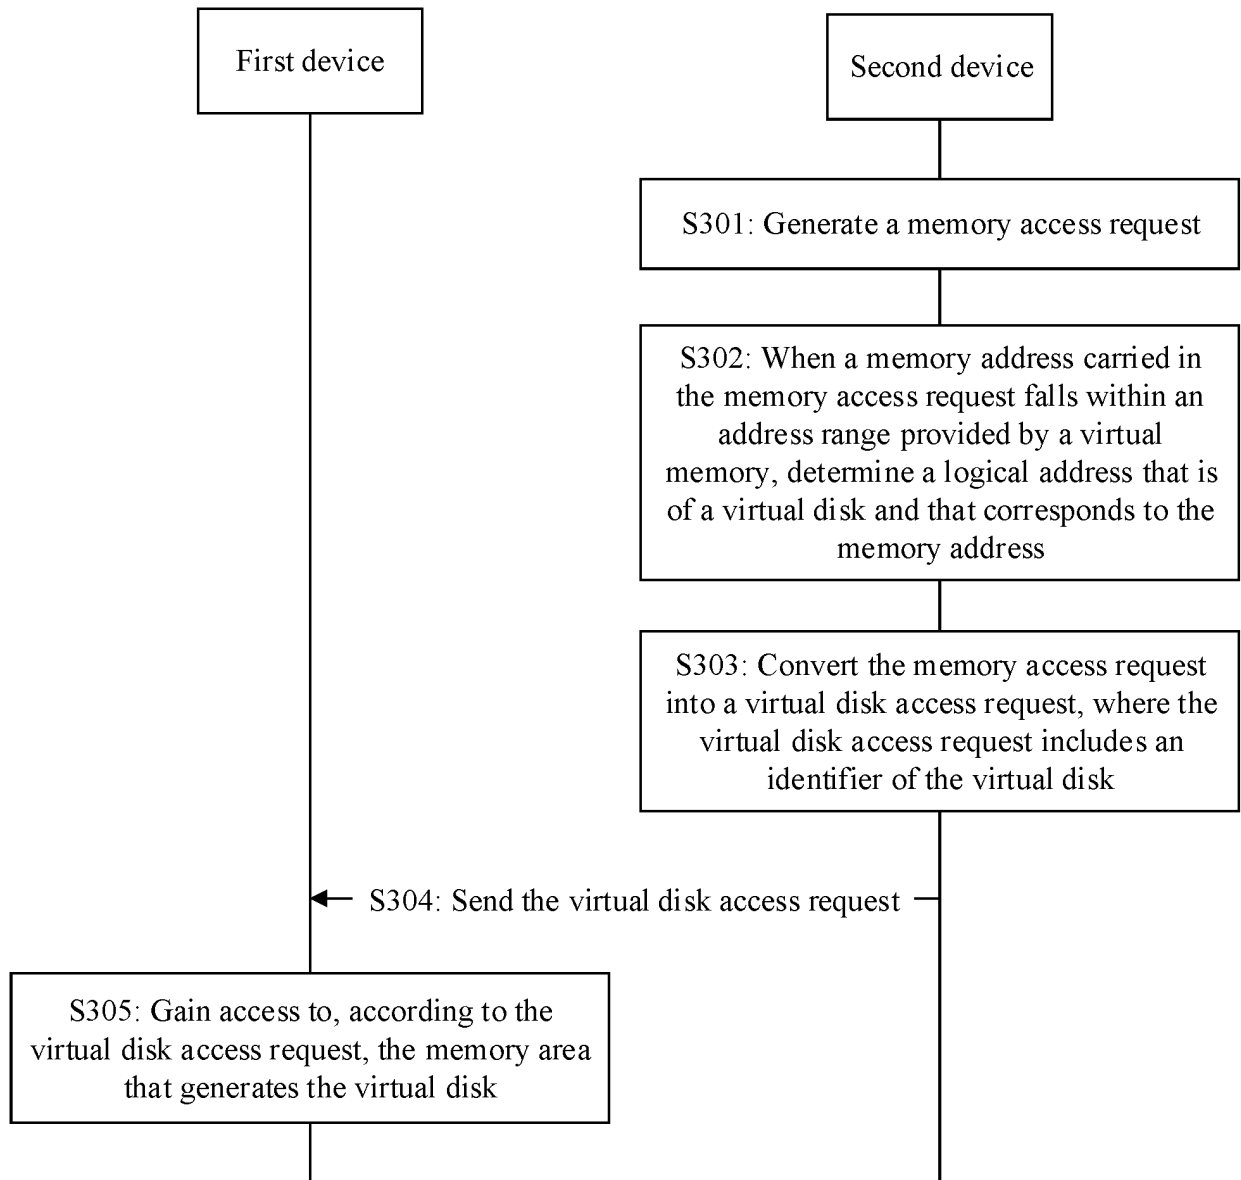 First device
Second device
S301: Generate a memory access request
S302: When a memory address carried in
the memory access request falls within an
address range provided by a virtual
memory, determine a logical address that is
of a virtual disk and that corresponds to the
memory address
S303: Convert the memory access request
into a virtual disk access request, where the
virtual disk access request includes an
identifier of the virtual disk
S304: Send the virtual disk access request
S305: Gain access to, according to the
virtual disk access request, the memory area
that generates the virtual disk